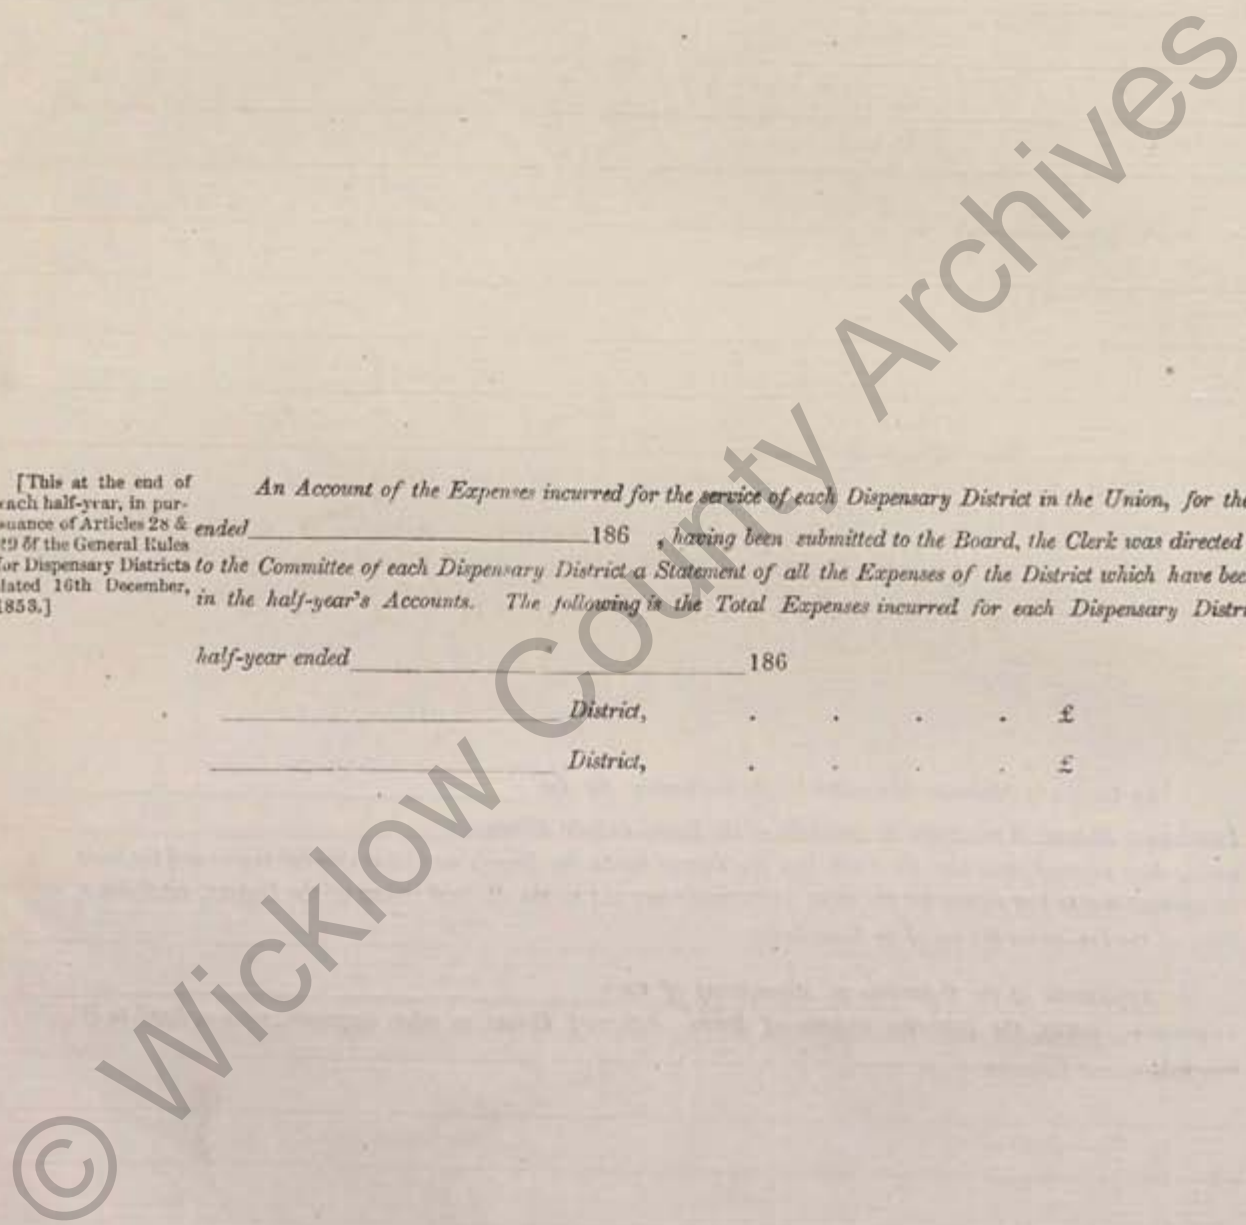 [This at the end of
each half-year, in pur-
suance of Articles 28 &
29 of the General Rules
for Dispensary Districts
dated 16th December,
1853.]
An Account of the Expenses incurred for the service of each Dispensary District in the Union, for the
ended 186 , having been submitted to the Board, the Clerk was directed
to the Committee of each Dispensary District a Statement of all the Expenses of the District which have bee
in the half-year's Accounts. The following is the Total Expenses incurred for each Dispensary Distri
half-year ended 186
District, . . . . £
District, . . . . £
© Wicklow County Archives